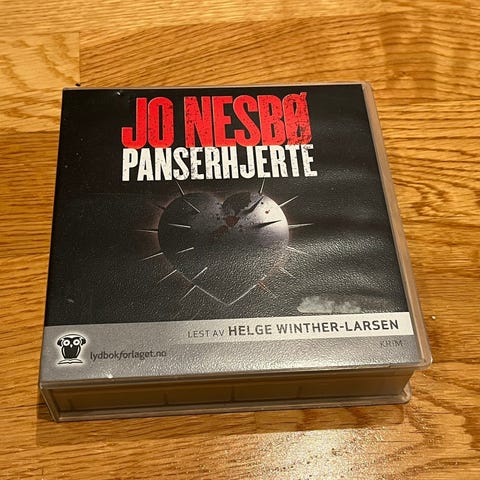 JO NESBØ
PANSERHJERTE
LEST AV HELGE WINTHER-LARSEN
lydbokforlaget.no
KRIM